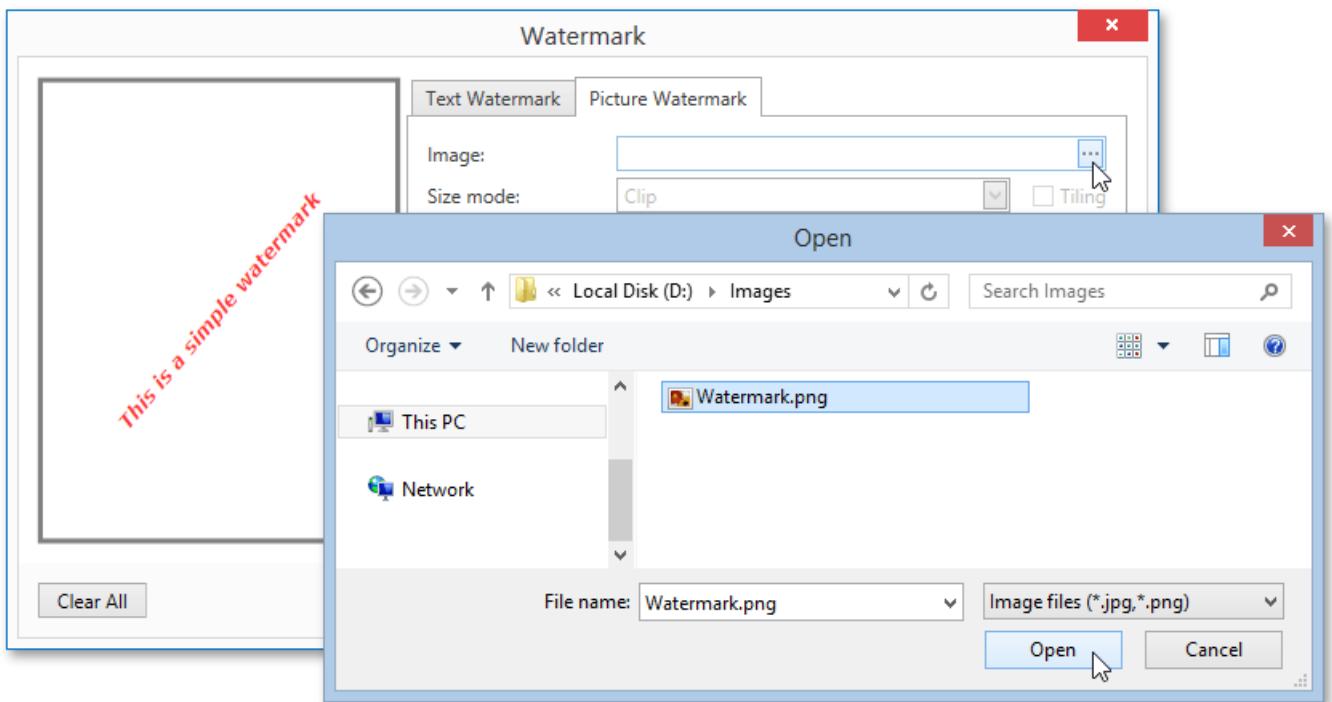 Watermark
Text Watermark
Picture Watermark
Image:
...
Size mode:
Clip
Tiling
This is a simple watermark
Clear All
Open
« Local Disk (D:) Images
Search Images
Organize
New folder
Watermark.png
This PC
Network
File name:
Watermark.png
Image files (*.jpg,*.png)
Open
Cancel